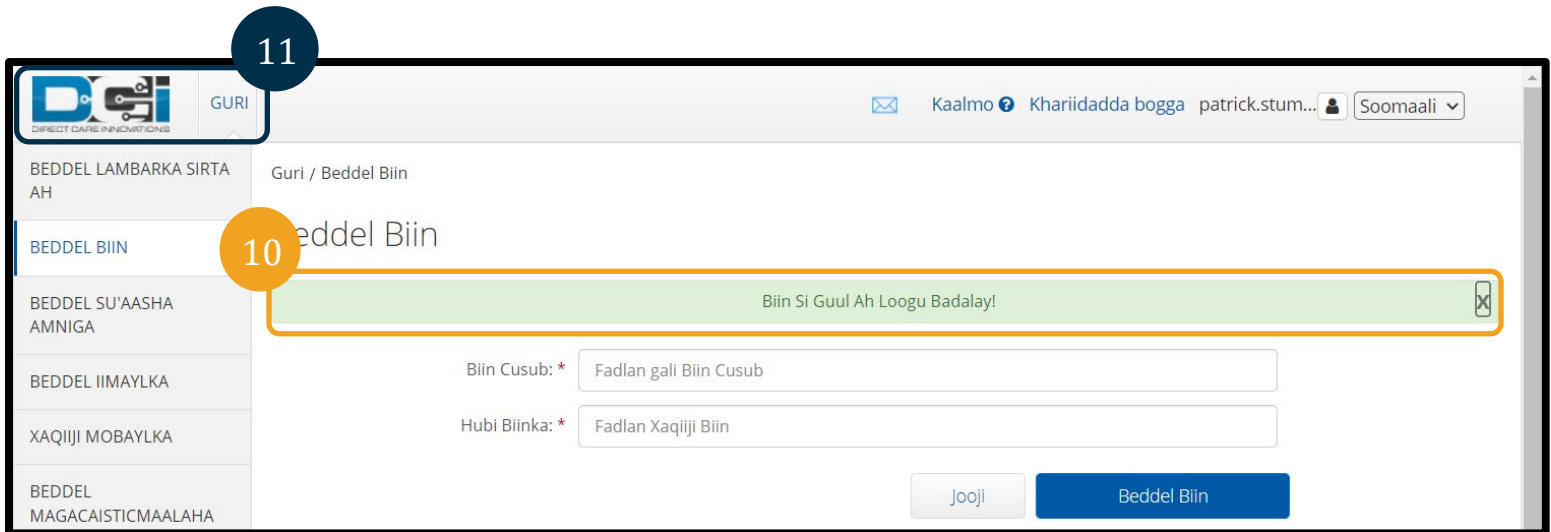 11
DCI
DIRECT CARE INNOVATIONS
GURI
Kaalmo ? Khariidadda bogga patrick.stum... Soomaali
BEDDEL LAMBARKA SIRTA
AH
BEDDEL BIIN
BEDDEL SU'AASHA
AMNIGA
BEDDEL IIMAYLKA
XAQIIJI MOBAYLKA
BEDDEL
MAGACAISTICMAALAHA
Guri / Beddel Biin
10
eddel Biin
Biin Si Guul Ah Loogu Badalay! X
Biin Cusub: * Fadlan gali Biin Cusub
Hubi Biinka: * Fadlan Xaqiiji Biin
Jooji Beddel Biin